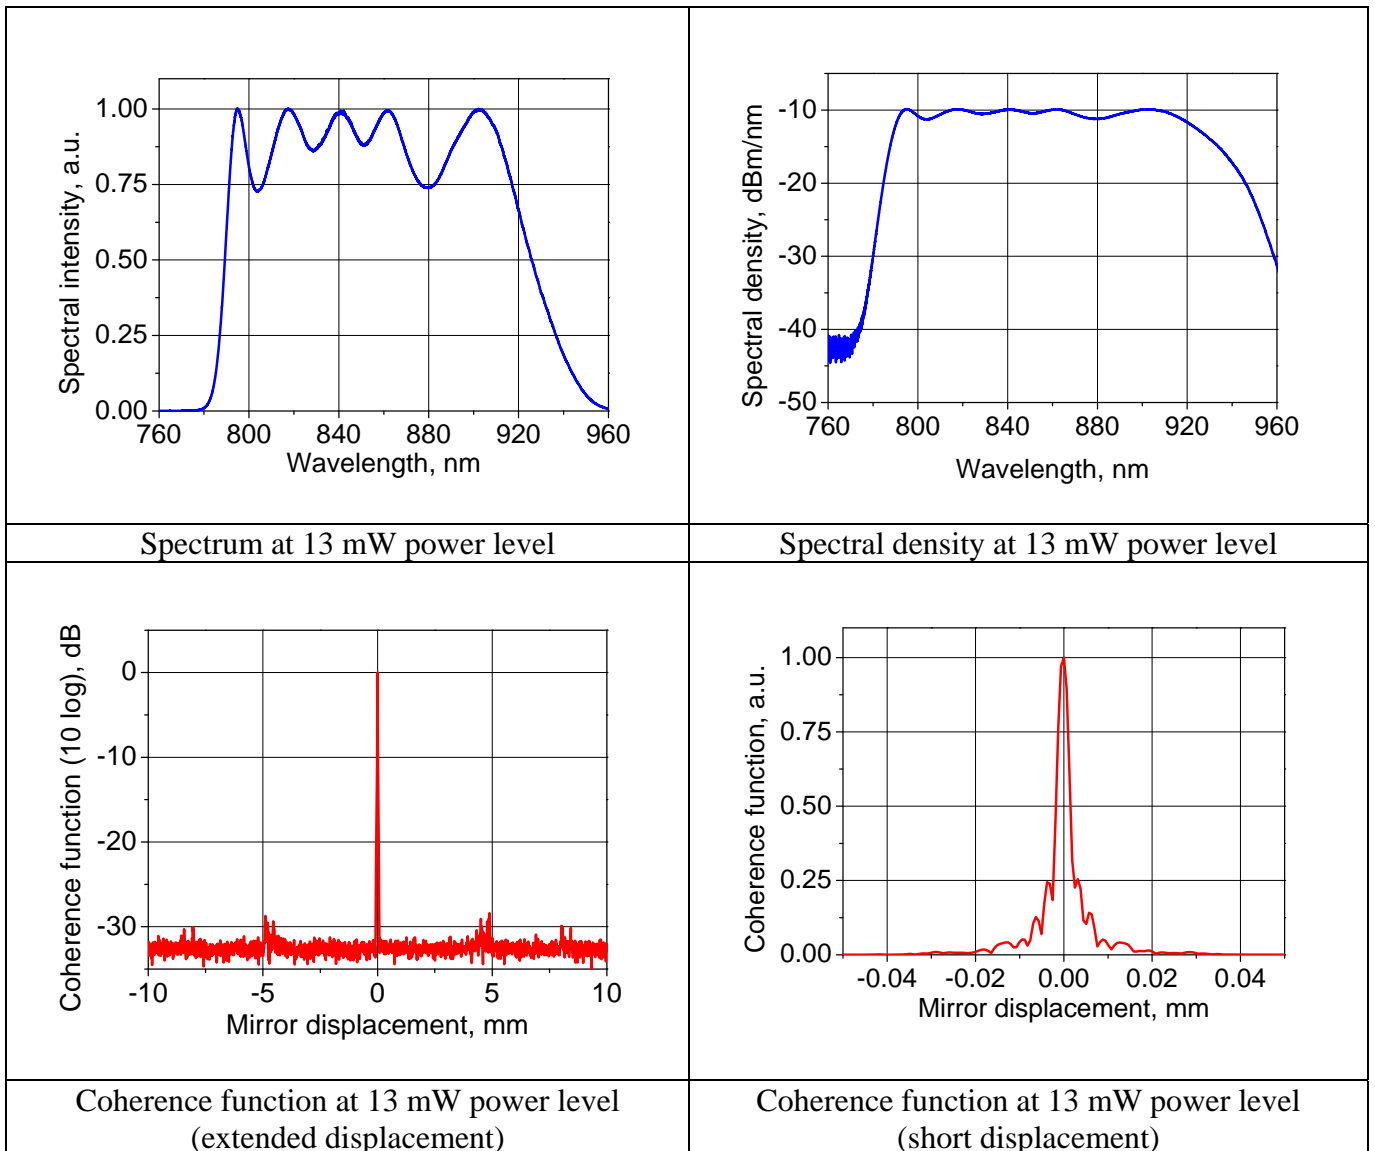 Spectral intensity, a.u.
1.00
0.75
0.50
0.25
0.00
760 800 840 880 920 960
Wavelength, nm
Spectral density, dBm/nm
-10
-20
-30
-40
-50
760 800 840 880 920 960
Wavelength, nm
Spectrum at 13 mW power level
Spectral density at 13 mW power level
Coherence function (10 log), dB
0
-10
-20
-30
-10 -5 0 5 10
Mirror displacement, mm
Coherence function, a.u.
1.00
0.75
0.50
0.25
0.00
-0.04 -0.02 0.00 0.02 0.04
Mirror displacement, mm
Coherence function at 13 mW power level
(extended displacement)
Coherence function at 13 mW power level
(short displacement)